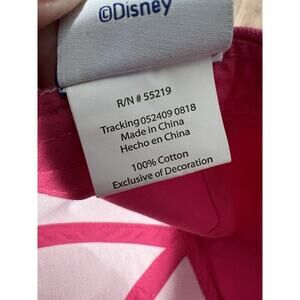 ©Disney
R/N # 55219
Tracking 052409 0818
Made in China
Hecho en China
100% Cotton
Exclusive of Decoration